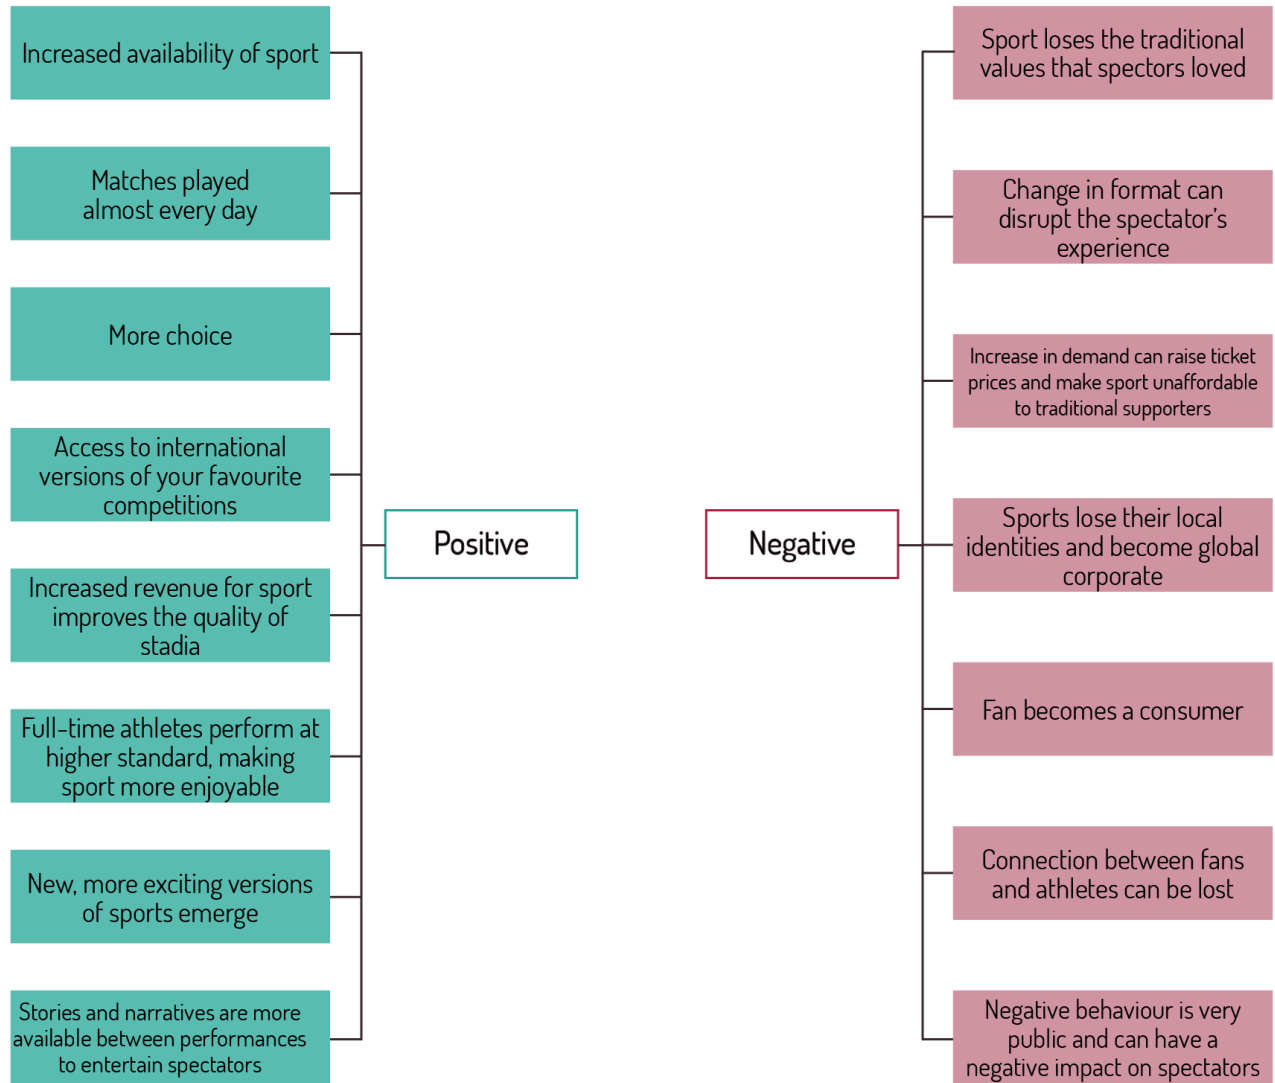 Increased availability of sport
Matches played
almost every day
More choice
Access to international
versions of your favourite
competitions
Increased revenue for sport
improves the quality of
stadia
Full-time athletes perform at
higher standard, making
sport more enjoyable
New, more exciting versions
of sports emerge
Stories and narratives are more
available between performances
to entertain spectators
Positive
Negative
Sport loses the traditional
values that spectors loved
Change in format can
disrupt the spectator's
experience
Increase in demand can raise ticket
prices and make sport unaffordable
to traditional supporters
Sports lose their local
identities and become global
corporate
Fan becomes a consumer
Connection between fans
and athletes can be lost
Negative behaviour is very
public and can have a
negative impact on spectators